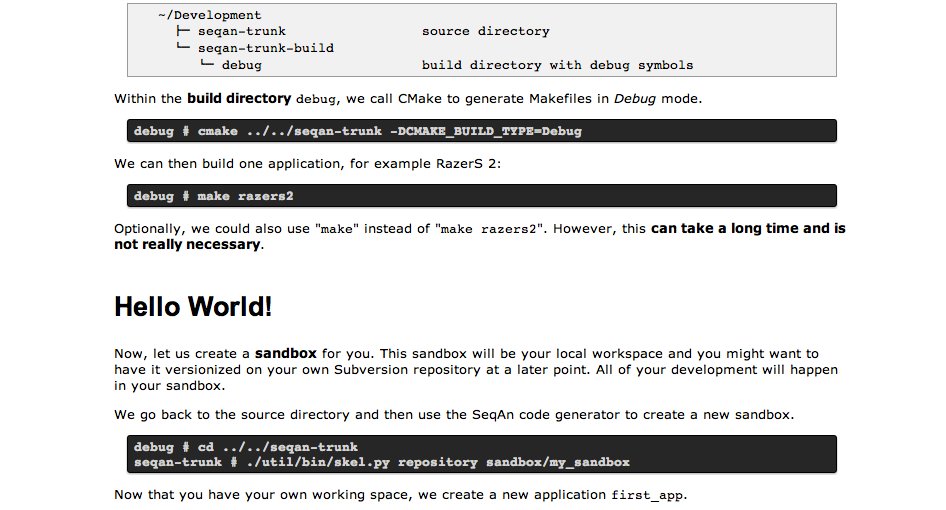 ~/Development
├─ seqan-trunk source directory
└─ seqan-trunk-build
└─ debug build directory with debug symbols
Within the build directory debug, we call CMake to generate Makefiles in Debug mode.
debug # cmake ../../seqan-trunk -DCMAKE_BUILD_TYPE=Debug
We can then build one application, for example RazerS 2:
debug # make razers2
Optionally, we could also use "make" instead of "make razers2". However, this can take a long time and is
not really necessary.
Hello World!
Now, let us create a sandbox for you. This sandbox will be your local workspace and you might want to
have it versionized on your own Subversion repository at a later point. All of your development will happen
in your sandbox.
We go back to the source directory and then use the SeqAn code generator to create a new sandbox.
debug # cd ../../seqan-trunk
seqan-trunk # ./util/bin/skel.py repository sandbox/my_sandbox
Now that you have your own working space, we create a new application first_app.